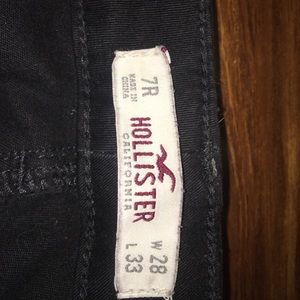 7R
MADE IN
CHINA
HOLLISTER
CALIFORNIA
W 28
L 33